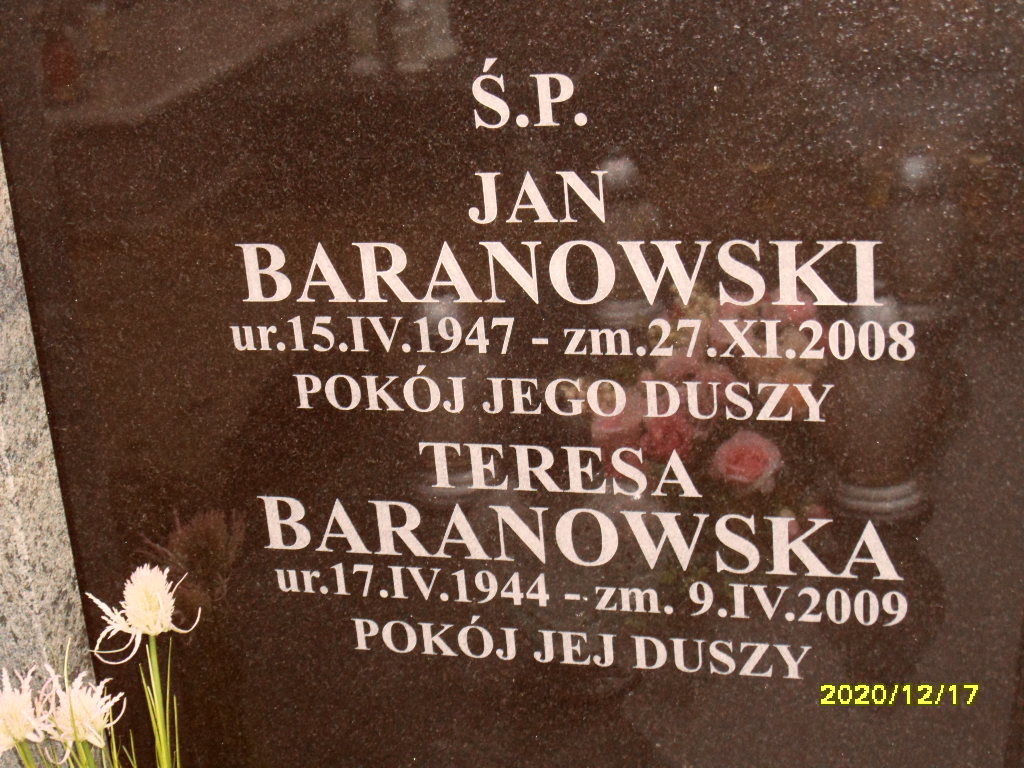 Ś.P.
JAN
BARANOWSKI
ur.15.IV.1947 - zm.27.XI.2008
POKÓJ JEGO DUSZY
TERESA
BARANOWSKA
ur.17.IV.1944 - zm. 9.IV.2009
POKÓJ JEJ DUSZY
2020/12/17